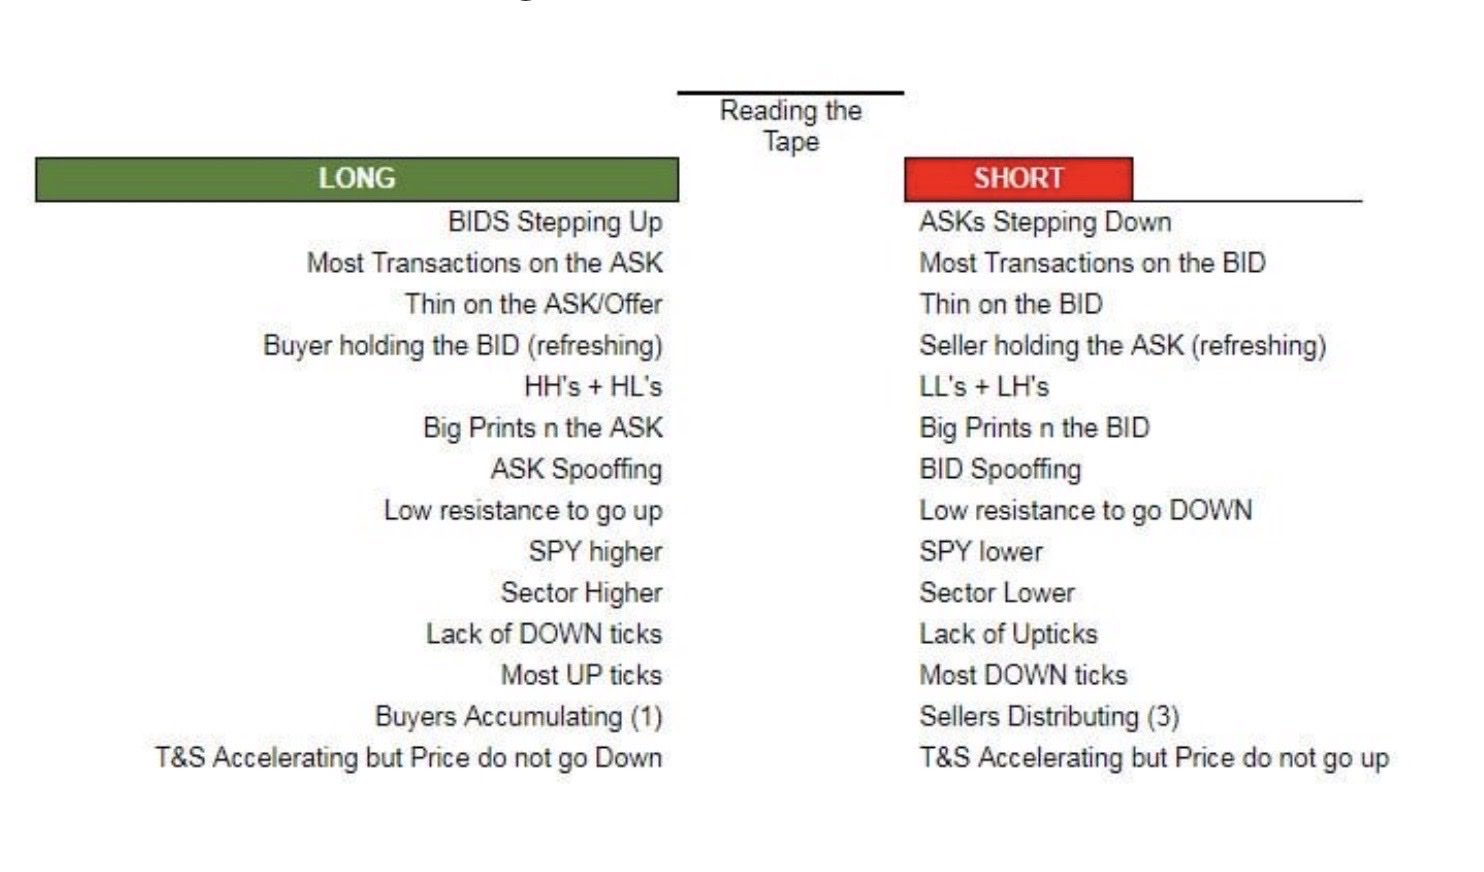 Reading the
Tape
LONG
SHORT
BIDS Stepping Up
ASKs Stepping Down
Most Transactions on the ASK
Most Transactions on the BID
Thin on the ASK/Offer
Thin on the BID
Buyer holding the BID (refreshing)
Seller holding the ASK (refreshing)
HH's + HL's
LL's + LH's
Big Prints n the ASK
Big Prints n the BID
ASK Spooffing
BID Spooffing
Low resistance to go up
Low resistance to go DOWN
SPY higher
SPY lower
Sector Higher
Sector Lower
Lack of DOWN ticks
Lack of Upticks
Most UP ticks
Most DOWN ticks
Buyers Accumulating (1)
Sellers Distributing (3)
T&S Accelerating but Price do not go Down
T&S Accelerating but Price do not go up